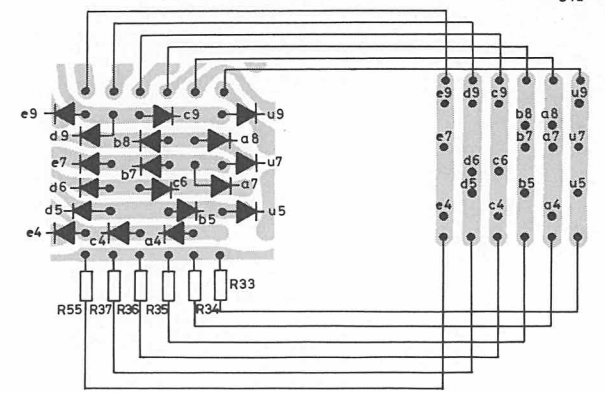 e9 c9 u9 e9 d9 c9 u9
d9 b8 a8 b8 a8
e7 b7 u7 e7 b7 a7 u7
d6 c6 a7 d6 c6
d5 b5 u5 d5 b5 u5
e4 c4 a4 e4 c4 a4
R33
R55 R37 R36 R35 R34